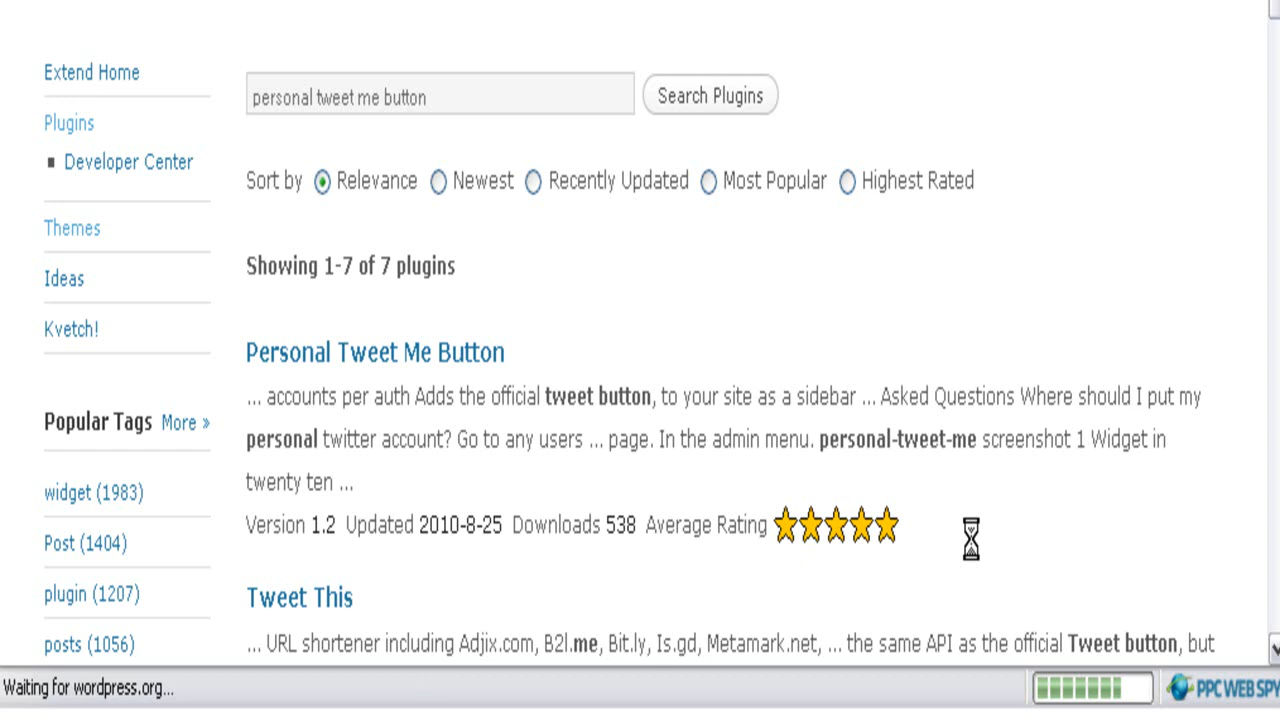 Extend Home
Plugins
Developer Center
Themes
Ideas
Kvetch!
Popular Tags More »
widget (1983)
Post (1404)
plugin (1207)
posts (1056)
personal tweet me button
Search Plugins
Sort by Relevance Newest Recently Updated Most Popular Highest Rated
Showing 1-7 of 7 plugins
Personal Tweet Me Button
... accounts per auth Adds the official tweet button, to your site as a sidebar ... Asked Questions Where should I put my
personal twitter account? Go to any users ... page. In the admin menu. personal-tweet-me screenshot 1 Widget in
twenty ten ...
Version 1.2 Updated 2010-8-25 Downloads 538 Average Rating
Tweet This
... URL shortener including Adjix.com, B2l.me, Bit.ly, Is.gd, Metamark.net, ... the same API as the official Tweet button, but
Waiting for wordpress.org...
PPC WEB SPY